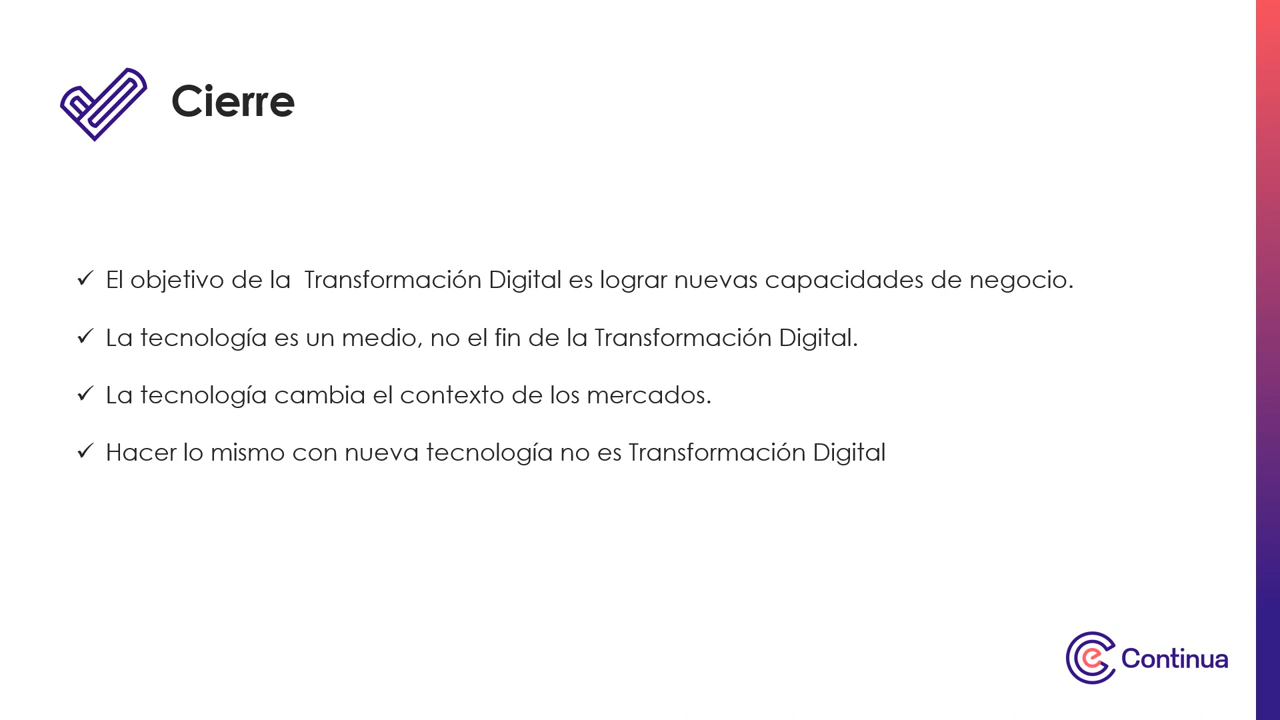 Cierre
✓ El objetivo de la  Transformación Digital es lograr nuevas capacidades de negocio.
✓ La tecnología es un medio, no el fin de la Transformación Digital.
✓ La tecnología cambia el contexto de los mercados.
✓ Hacer lo mismo con nueva tecnología no es Transformación Digital
e Continua